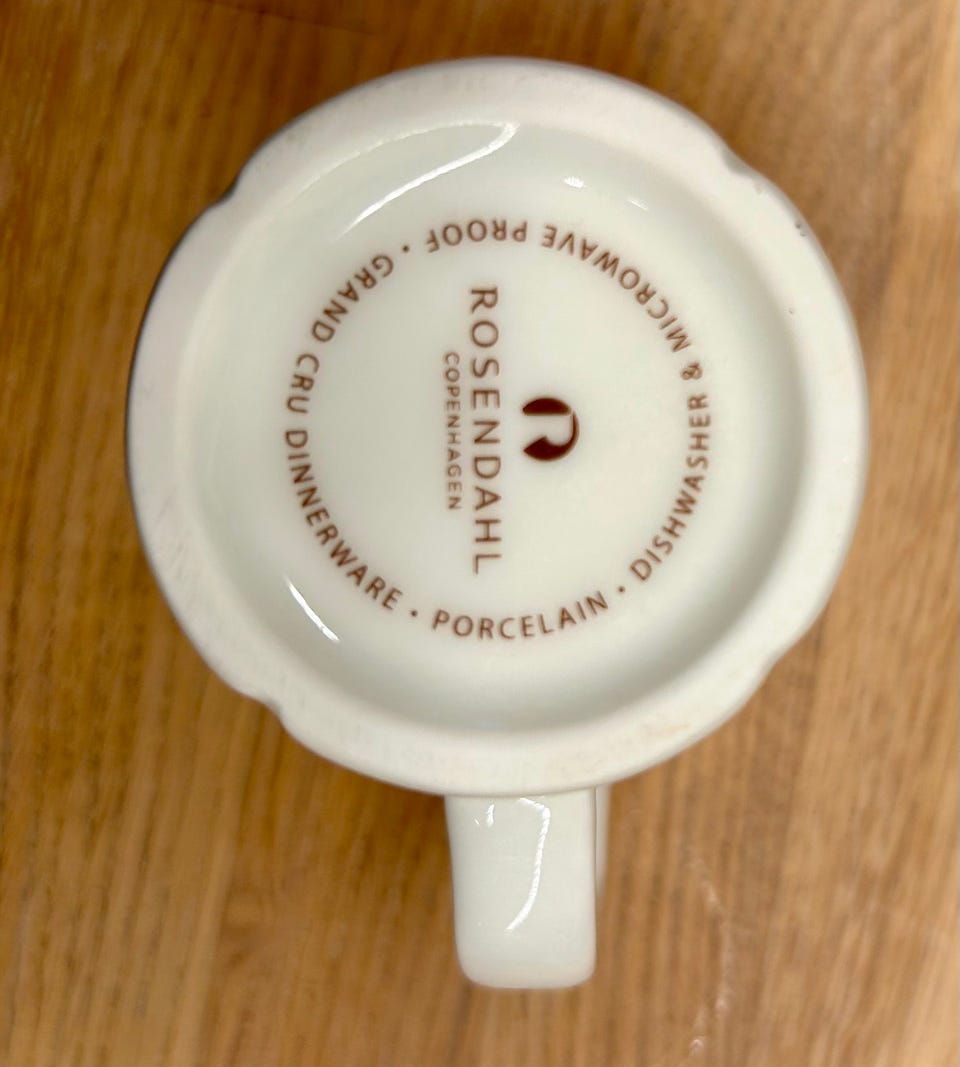 ROSENDAHL
COPENHAGEN
GRAND CRU DINNERWARE • PORCELAIN • DISHWASHER & MICROWAVE PROOF •